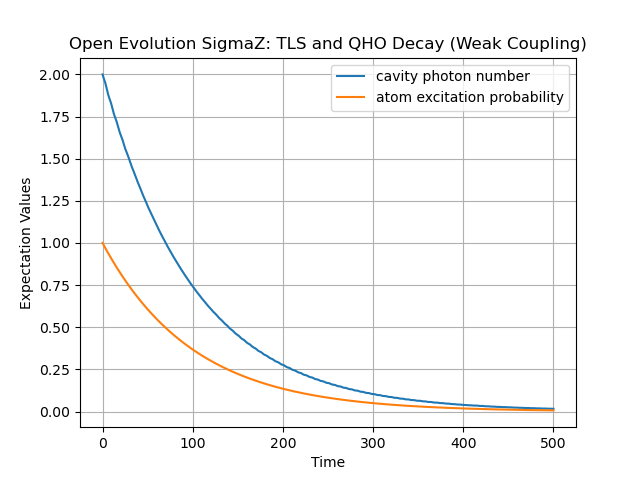 Open Evolution SigmaZ: TLS and QHO Decay (Weak Coupling)
cavity photon number
atom excitation probability
Expectation Values
2.00
1.75
1.50
1.25
1.00
0.75
0.50
0.25
0.00
0 100 200 300 400 500
Time